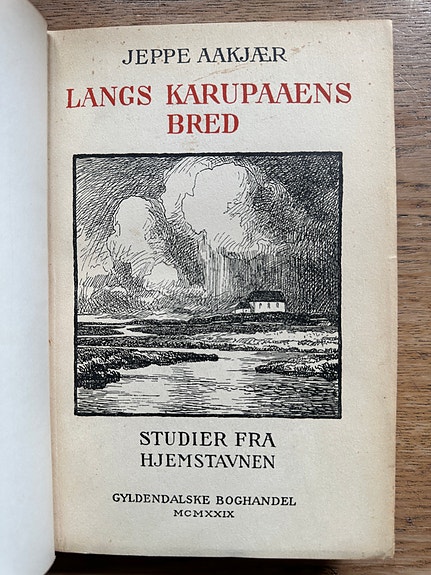 JEPPE AAKJÆR
LANGS KARUPAAENS
BRED
STUDIER FRA
HJEMSTAVNEN
GYLDENDALSKE BOGHANDEL
MCMXXIX